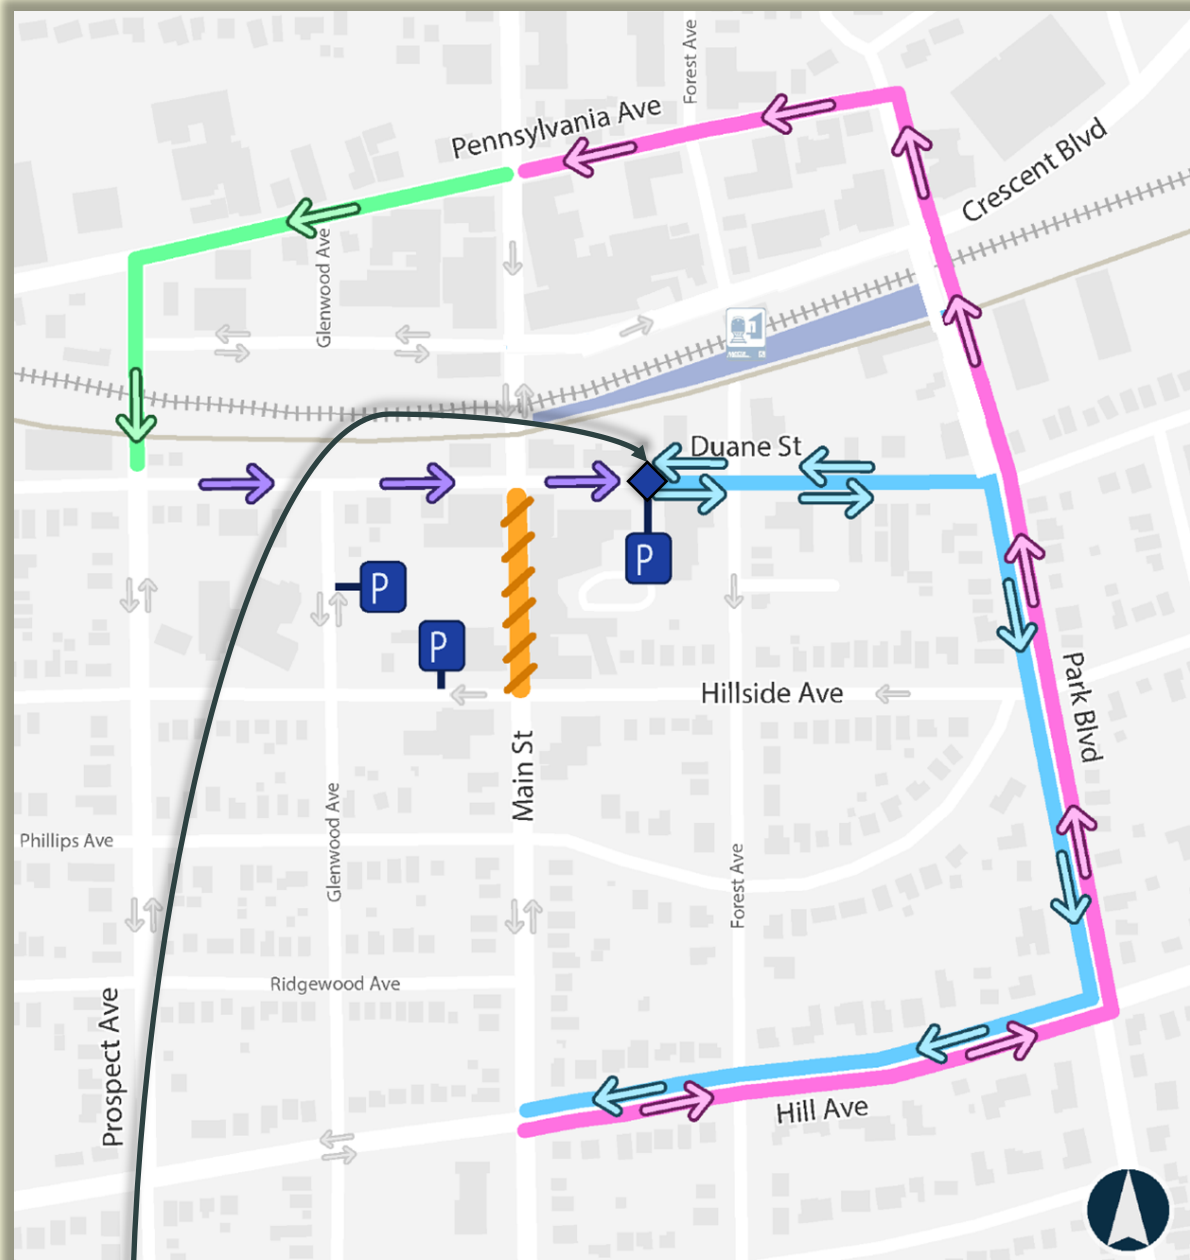 Forest Ave
Pennsylvania Ave
Crescent Blvd
Glenwood Ave
Duane St
P
P
P
Hillside Ave
Park Blvd
Main St
Phillips Ave
Glenwood Ave
Forest Ave
Ridgewood Ave
Prospect Ave
Hill Ave